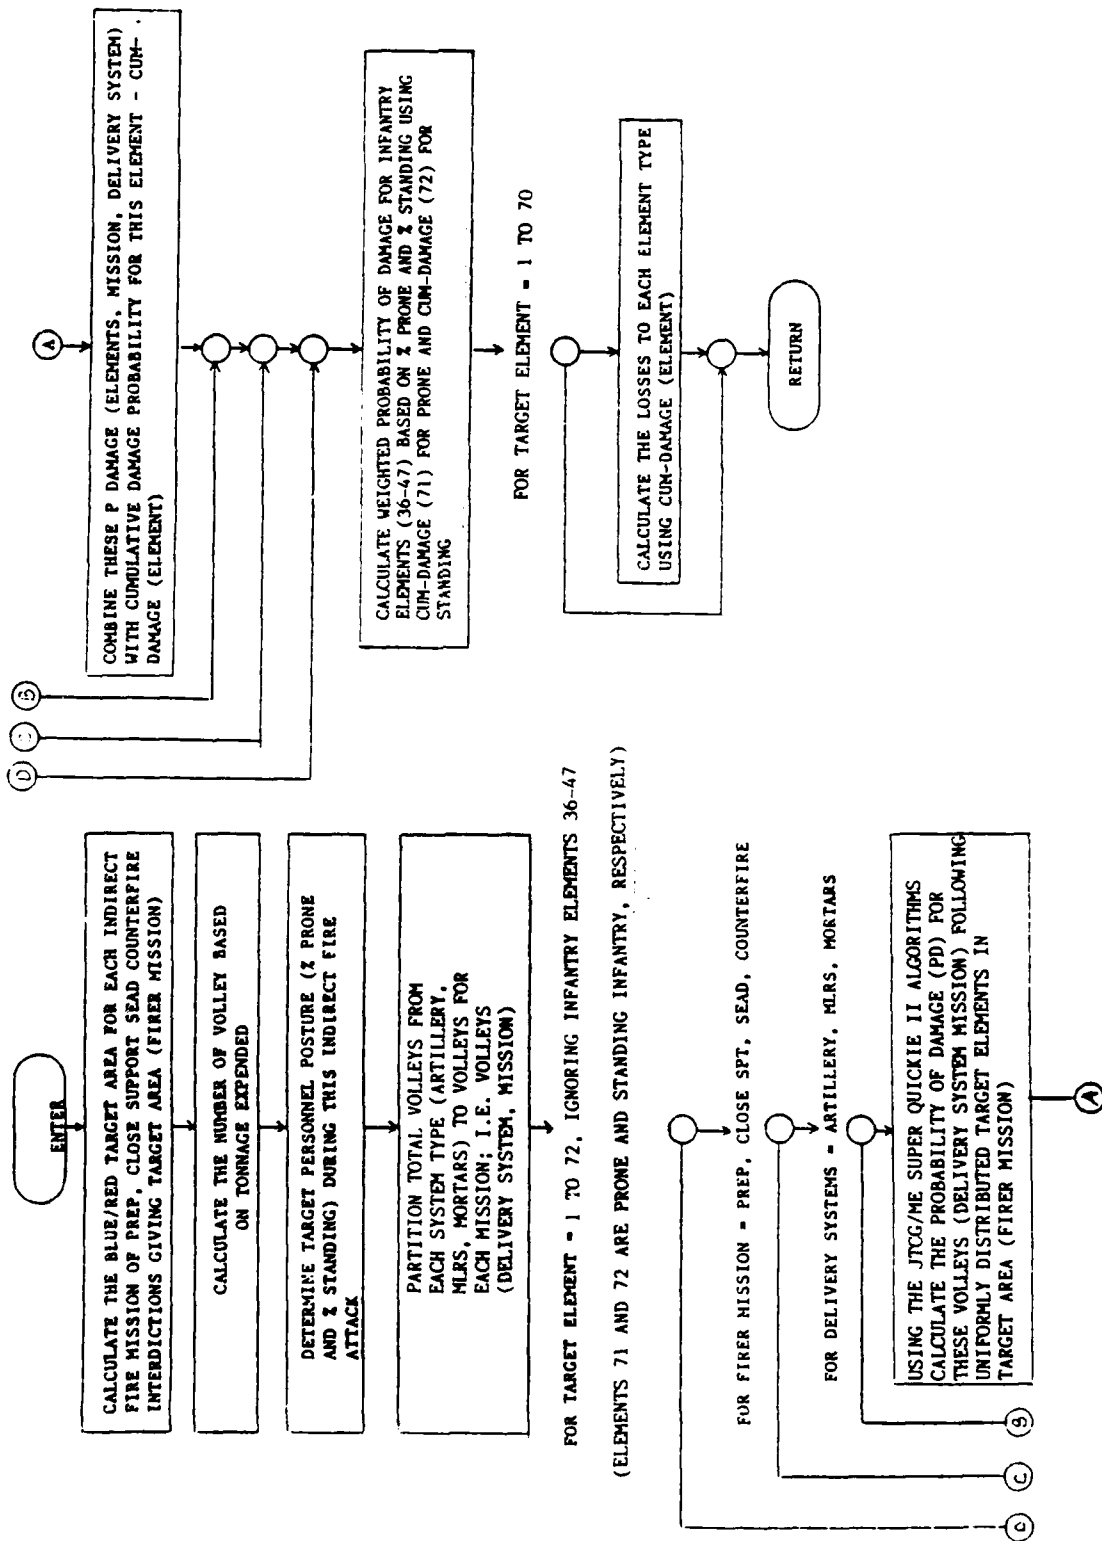 ENTER
CALCULATE THE BLUE/RED TARGET AREA FOR EACH INDIRECT
FIRE MISSION OF PREP, CLOSE SUPPORT SEAD COUNTERFIRE
INTERDICTIONS GIVING TARGET AREA (FIRER MISSION)
CALCULATE THE NUMBER OF VOLLEY BASED
ON TONNAGE EXPENDED
DETERMINE TARGET PERSONNEL POSTURE (% PRONE
AND % STANDING) DURING THIS INDIRECT FIRE
ATTACK
PARTITION TOTAL VOLLEYS FROM
EACH SYSTEM TYPE (ARTILLERY,
MLRS, MORTARS) TO VOLLEYS FOR
EACH MISSION; I.E. VOLLEYS
(DELIVERY SYSTEM, MISSION)
FOR TARGET ELEMENT = 1 TO 72, IGNORING INFANTRY ELEMENTS 36-47
(ELEMENTS 71 AND 72 ARE PRONE AND STANDING INFANTRY, RESPECTIVELY)
FOR FIRER MISSION = PREP, CLOSE SPT, SEAD, COUNTERFIRE
FOR DELIVERY SYSTEMS = ARTILLERY, MLRS, MORTARS
USING THE JTCG/ME SUPER QUICKIE II ALGORITHMS
CALCULATE THE PROBABILITY OF DAMAGE (PD) FOR
THESE VOLLEYS (DELIVERY SYSTEM MISSION) FOLLOWING
UNIFORMLY DISTRIBUTED TARGET ELEMENTS IN
TARGET AREA (FIRER MISSION)
D
C
B
A
D
C
B
A
COMBINE THESE P DAMAGE (ELEMENTS, MISSION, DELIVERY SYSTEM)
WITH CUMULATIVE DAMAGE PROBABILITY FOR THIS ELEMENT - CUM-
DAMAGE (ELEMENT)
CALCULATE WEIGHTED PROBABILITY OF DAMAGE FOR INFANTRY
ELEMENTS (36-47) BASED ON % PRONE AND % STANDING USING
CUM-DAMAGE (71) FOR PRONE AND CUM-DAMAGE (72) FOR
STANDING
FOR TARGET ELEMENT = 1 TO 70
CALCULATE THE LOSSES TO EACH ELEMENT TYPE
USING CUM-DAMAGE (ELEMENT)
RETURN